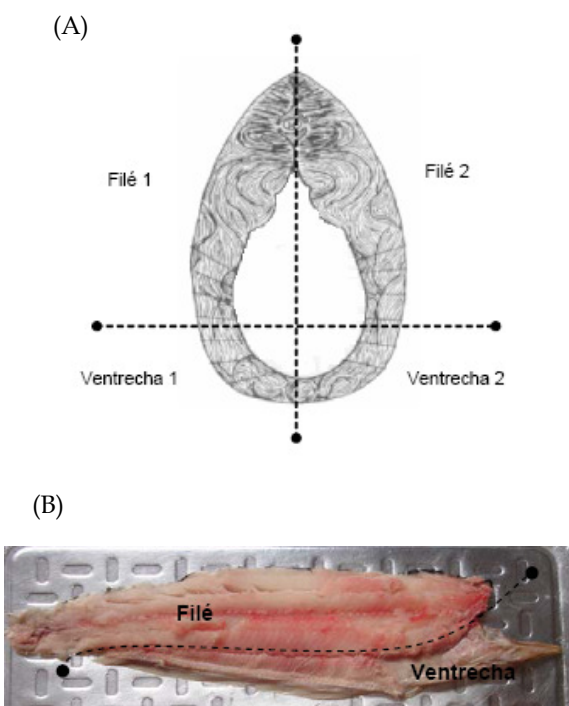 (A)
Filé 1
Filé 2
Ventrecha 1
Ventrecha 2
(B)
Filé
Ventrecha